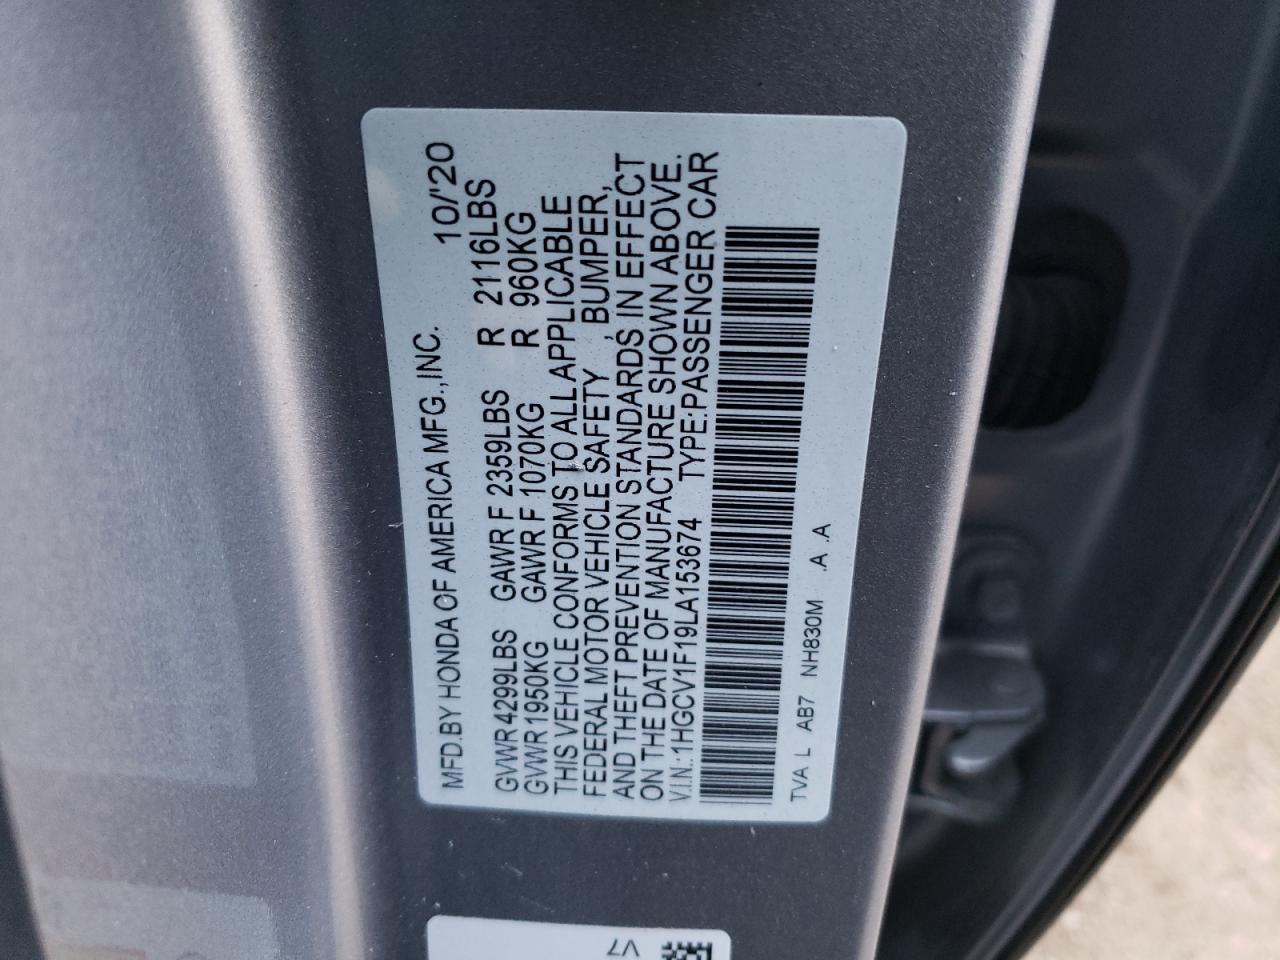 MFD.BY HONDA OF AMERICA MFG.,INC. 10/'20
GVWR 4299LBS GAWR F 2359LBS R 2116LBS
GVWR 1950KG GAWR F 1070KG R 960KG
THIS VEHICLE CONFORMS TO ALL APPLICABLE
FEDERAL MOTOR VEHICLE SAFETY , BUMPER,
AND THEFT PREVENTION STANDARDS IN EFFECT
ON THE DATE OF MANUFACTURE SHOWN ABOVE.
V.I.N.:1HGCV1F19LA153674 TYPE:PASSENGER CAR
TVA L AB7 NH830M .A .A
V7